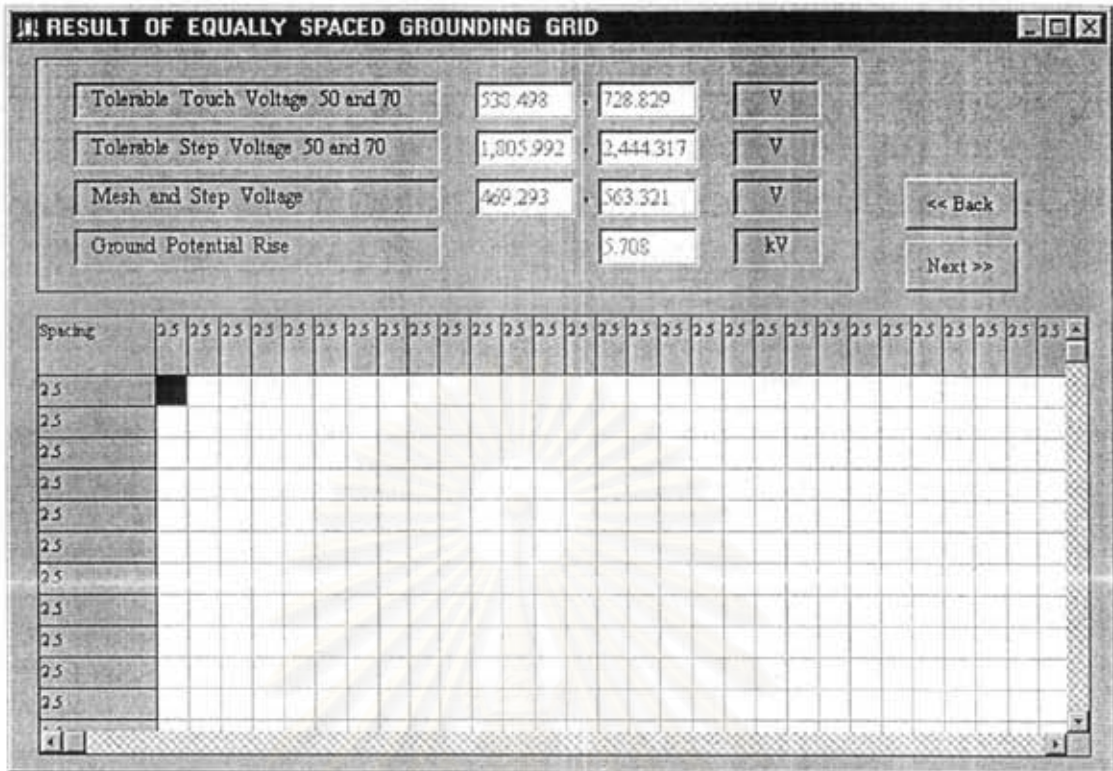 RESULT OF EQUALLY SPACED GROUNDING GRID
Tolerable Touch Voltage 50 and 70 538.498 , 728.829 V
Tolerable Step Voltage 50 and 70 1,805.992 , 2,444.317 V
Mesh and Step Voltage 469.293 , 563.321 V
<< Back
Ground Potential Rise 5.708 kV
Next >>
Spacing 2.5 2.5 2.5 2.5 2.5 2.5 2.5 2.5 2.5 2.5 2.5 2.5 2.5 2.5 2.5 2.5 2.5 2.5 2.5 2.5 2.5 2.5 2.5 2.5 2.5 2.5 2.5 2.5 2.5
2.5
2.5
2.5
2.5
2.5
2.5
2.5
2.5
2.5
2.5
2.5